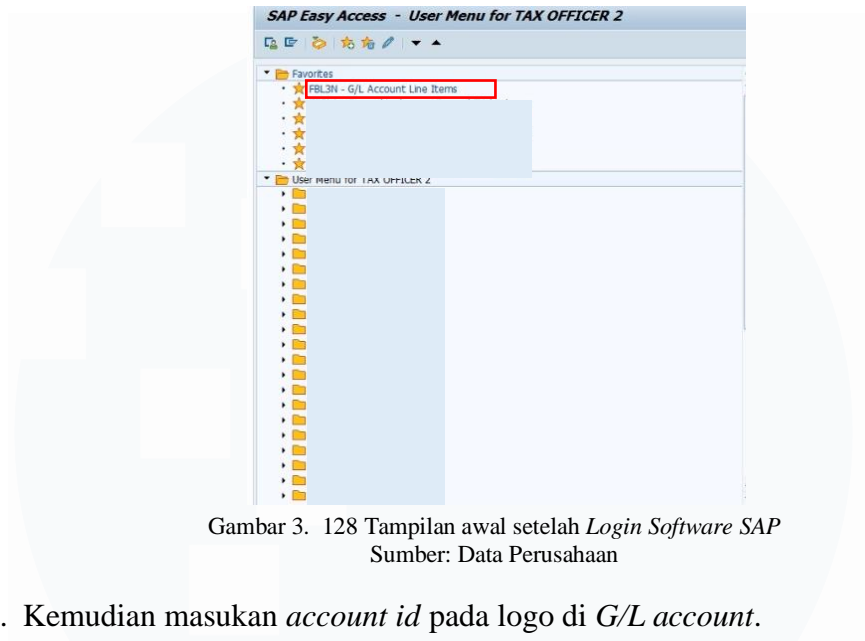 SAP Easy Access - User Menu for TAX OFFICER 2
Favorites
FBL3N - G/L Account Line Items
User Menu for TAX OFFICER 2
Gambar 3. 128 Tampilan awal setelah Login Software SAP
Sumber: Data Perusahaan
. Kemudian masukan account id pada logo di G/L account.